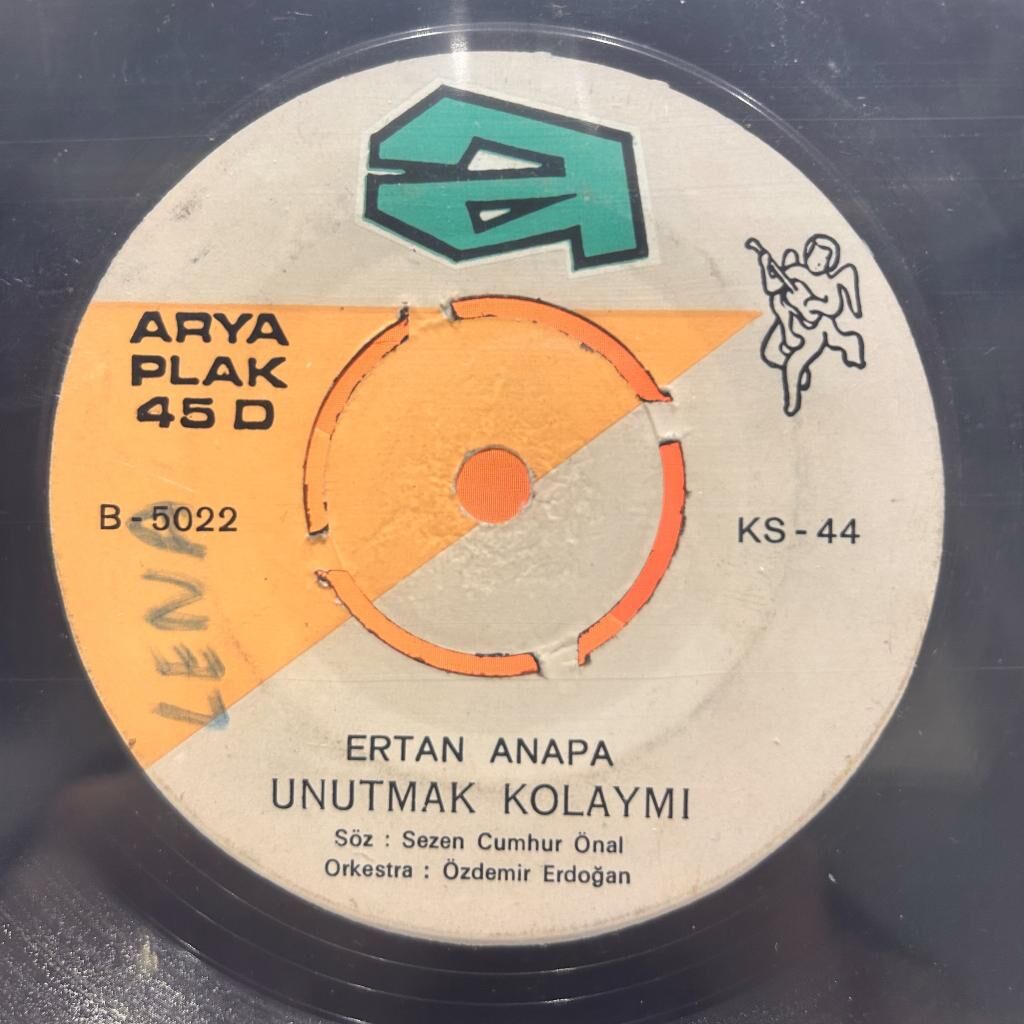 ARYA
PLAK
45 D
B - 5022
KS - 44
LENA
ERTAN ANAPA
UNUTMAK KOLAYMI
Söz : Sezen Cumhur Önal
Orkestra : Özdemir Erdoğan